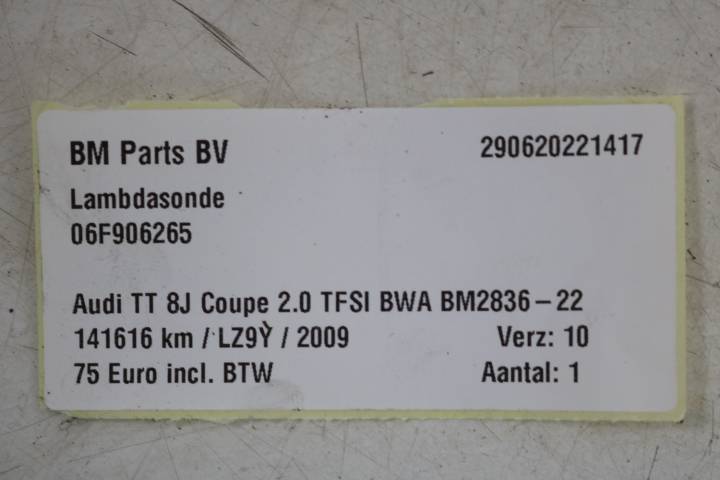 BM Parts BV 290620221417
Lambdasonde
06F906265
Audi TT 8J Coupe 2.0 TFSI BWA BM2836-22
141616 km / LZ9Ỳ / 2009 Verz: 10
75 Euro incl. BTW Aantal: 1